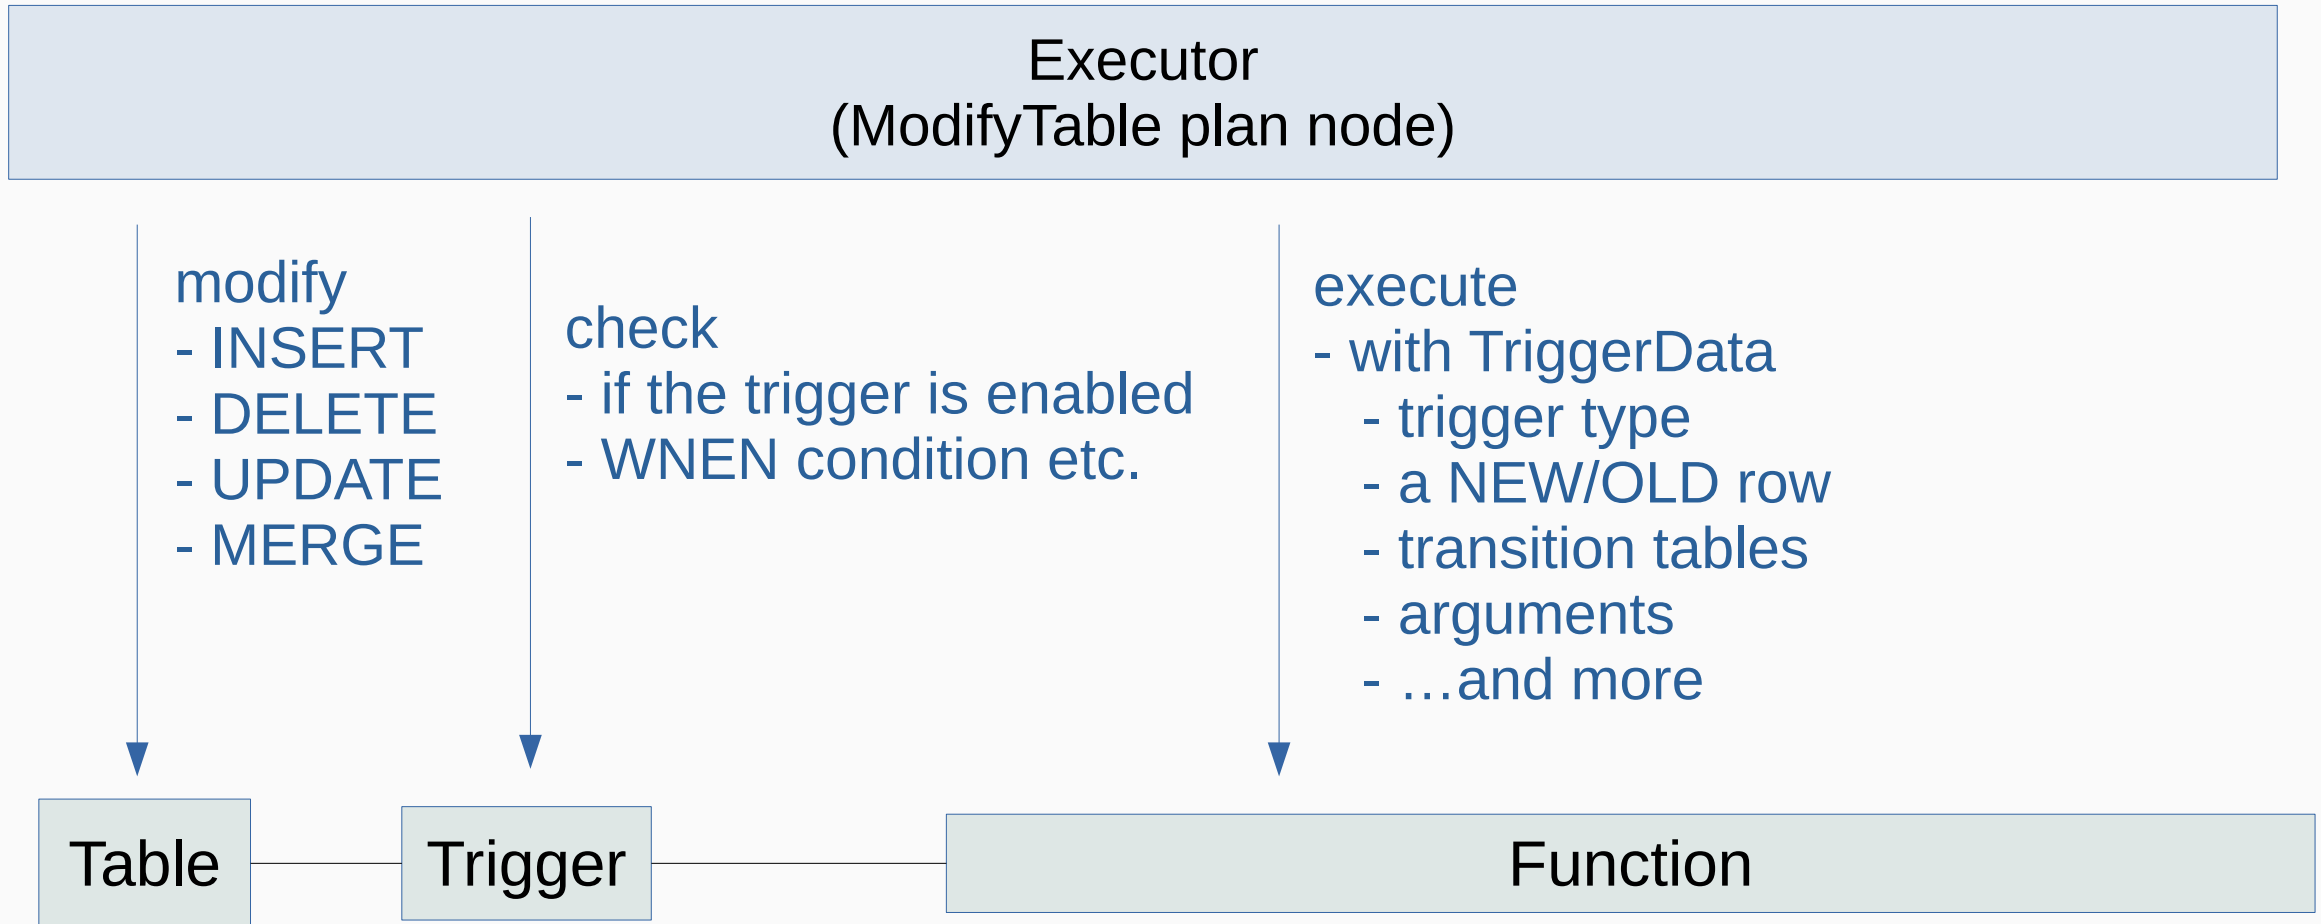 Executor
(ModifyTable plan node)
modify
- INSERT
- DELETE
- UPDATE
- MERGE
check
- if the trigger is enabled
- WNEN condition etc.
execute
- with TriggerData
- trigger type
- a NEW/OLD row
- transition tables
- arguments
- …and more
Table
Trigger
Function